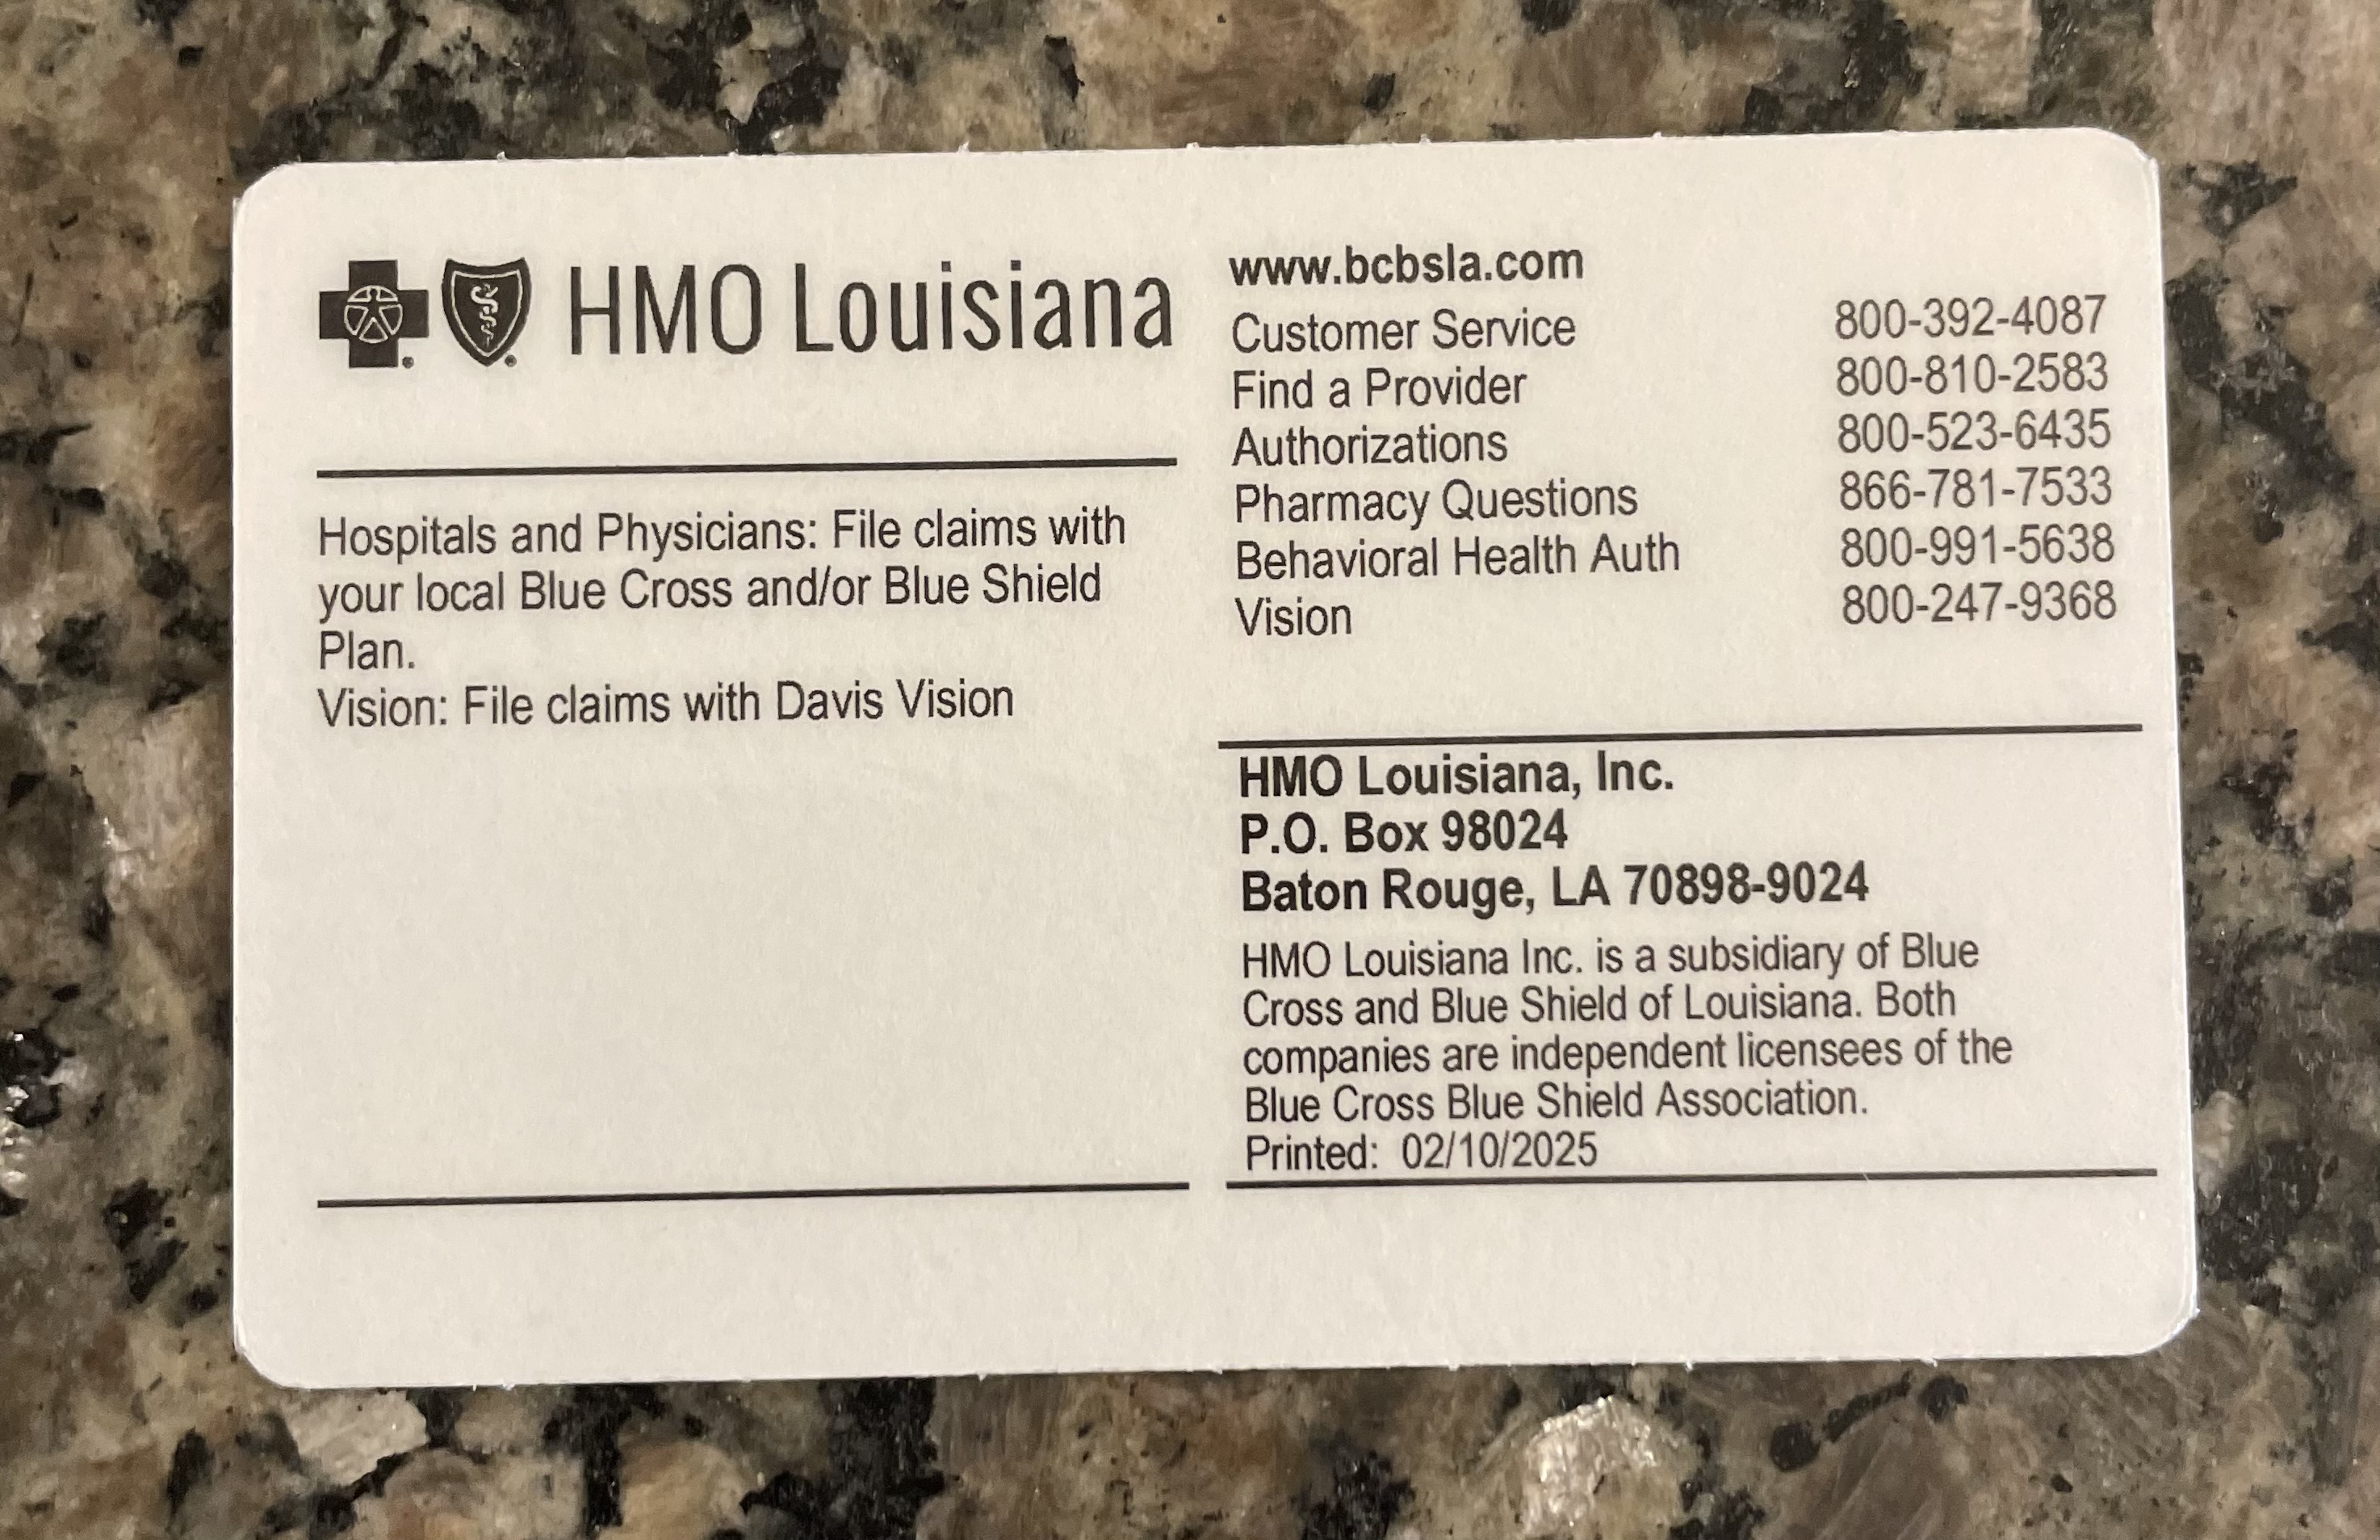 HMO Louisiana
Hospitals and Physicians: File claims with
your local Blue Cross and/or Blue Shield
Plan.
Vision: File claims with Davis Vision
www.bcbsla.com
Customer Service 800-392-4087
Find a Provider 800-810-2583
Authorizations 800-523-6435
Pharmacy Questions 866-781-7533
Behavioral Health Auth 800-991-5638
Vision 800-247-9368
HMO Louisiana, Inc.
P.O. Box 98024
Baton Rouge, LA 70898-9024
HMO Louisiana Inc. is a subsidiary of Blue
Cross and Blue Shield of Louisiana. Both
companies are independent licensees of the
Blue Cross Blue Shield Association.
Printed: 02/10/2025